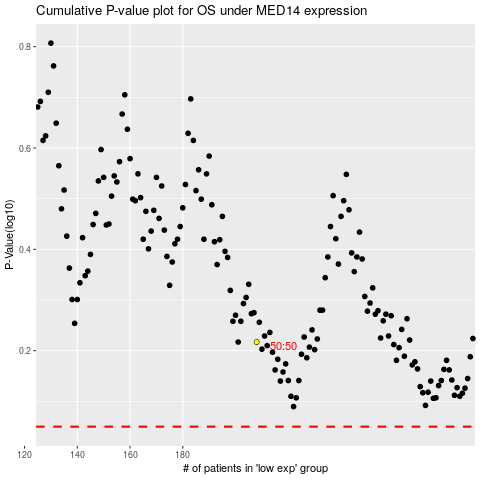 Cumulative P-value plot for OS under MED14 expression
P-Value(log10)
0.8
0.6
0.4
0.2
50:50
120 140 160 180
# of patients in 'low exp' group